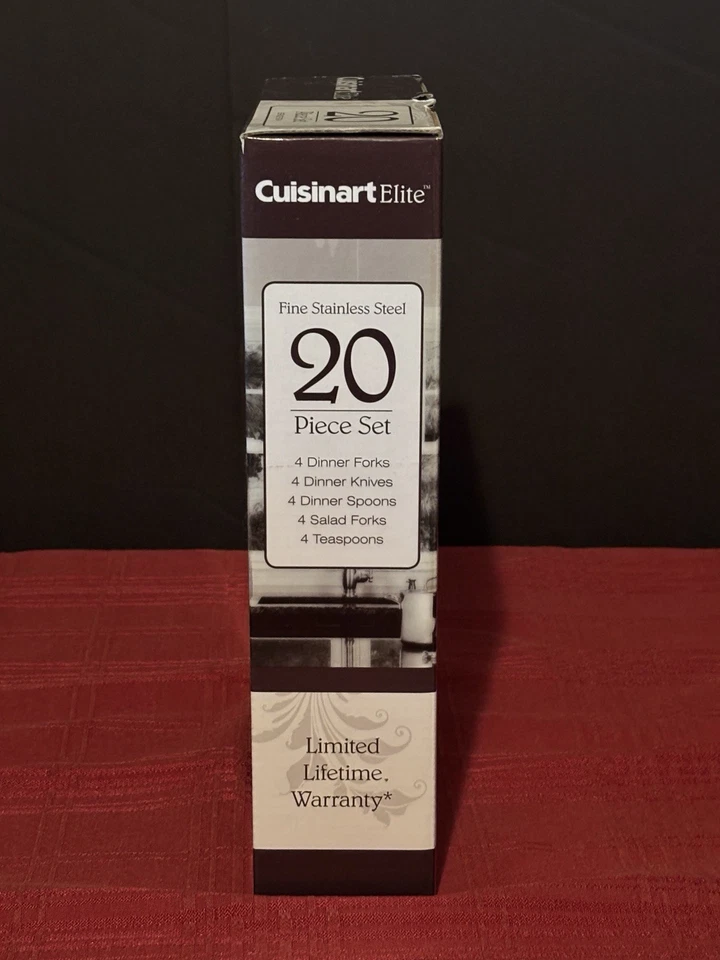 20
Cuisinart Elite™
Fine Stainless Steel
20
Piece Set
4 Dinner Forks
4 Dinner Knives
4 Dinner Spoons
4 Salad Forks
4 Teaspoons
Limited
Lifetime
Warranty*